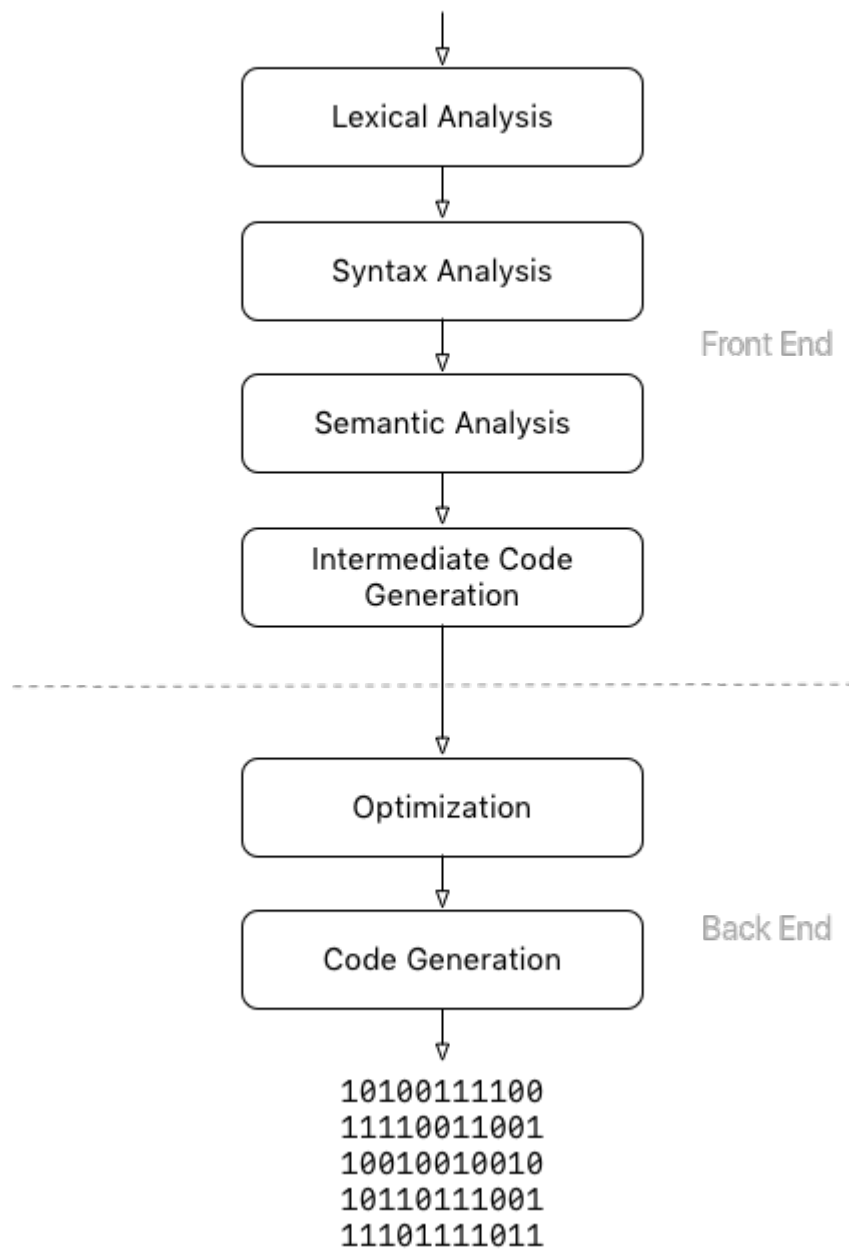 Lexical Analysis
Syntax Analysis
Front End
Semantic Analysis
Intermediate Code
Generation
Optimization
Back End
Code Generation
10100111100
11110011001
10010010010
10110111001
11101111011